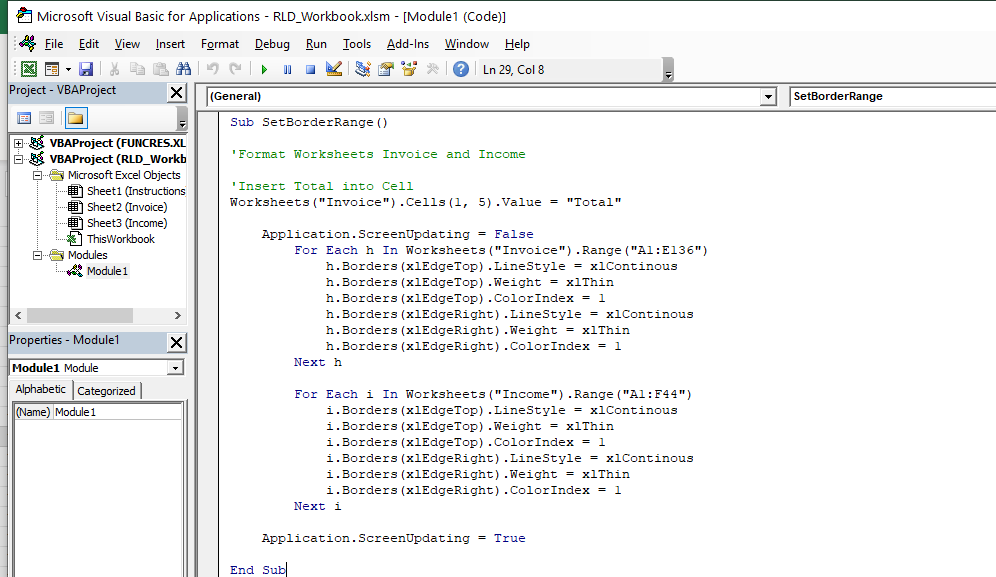 Microsoft Visual Basic for Applications - RLD_Workbook.xlsm - [Module1 (Code)]
File Edit View Insert Format Debug Run Tools Add-Ins Window Help
Ln 29, Col 8
Project - VBAProject
VBAProject (FUNCRES.XL
VBAProject (RLD_Workb
Microsoft Excel Objects
Sheet1 (Instructions
Sheet2 (Invoice)
Sheet3 (Income)
ThisWorkbook
Modules
Module1
Properties - Module1
Module1 Module
Alphabetic Categorized
(Name) Module1
(General) SetBorderRange
Sub SetBorderRange()
'Format Worksheets Invoice and Income
'Insert Total into Cell
Worksheets("Invoice").Cells(1, 5).Value = "Total"
Application.ScreenUpdating = False
For Each h In Worksheets("Invoice").Range("A1:E136")
h.Borders(xlEdgeTop).LineStyle = xlContinous
h.Borders(xlEdgeTop).Weight = xlThin
h.Borders(xlEdgeTop).ColorIndex = 1
h.Borders(xlEdgeRight).LineStyle = xlContinous
h.Borders(xlEdgeRight).Weight = xlThin
h.Borders(xlEdgeRight).ColorIndex = 1
Next h
For Each i In Worksheets("Income").Range("A1:F44")
i.Borders(xlEdgeTop).LineStyle = xlContinous
i.Borders(xlEdgeTop).Weight = xlThin
i.Borders(xlEdgeTop).ColorIndex = 1
i.Borders(xlEdgeRight).LineStyle = xlContinous
i.Borders(xlEdgeRight).Weight = xlThin
i.Borders(xlEdgeRight).ColorIndex = 1
Next i
Application.ScreenUpdating = True
End Sub